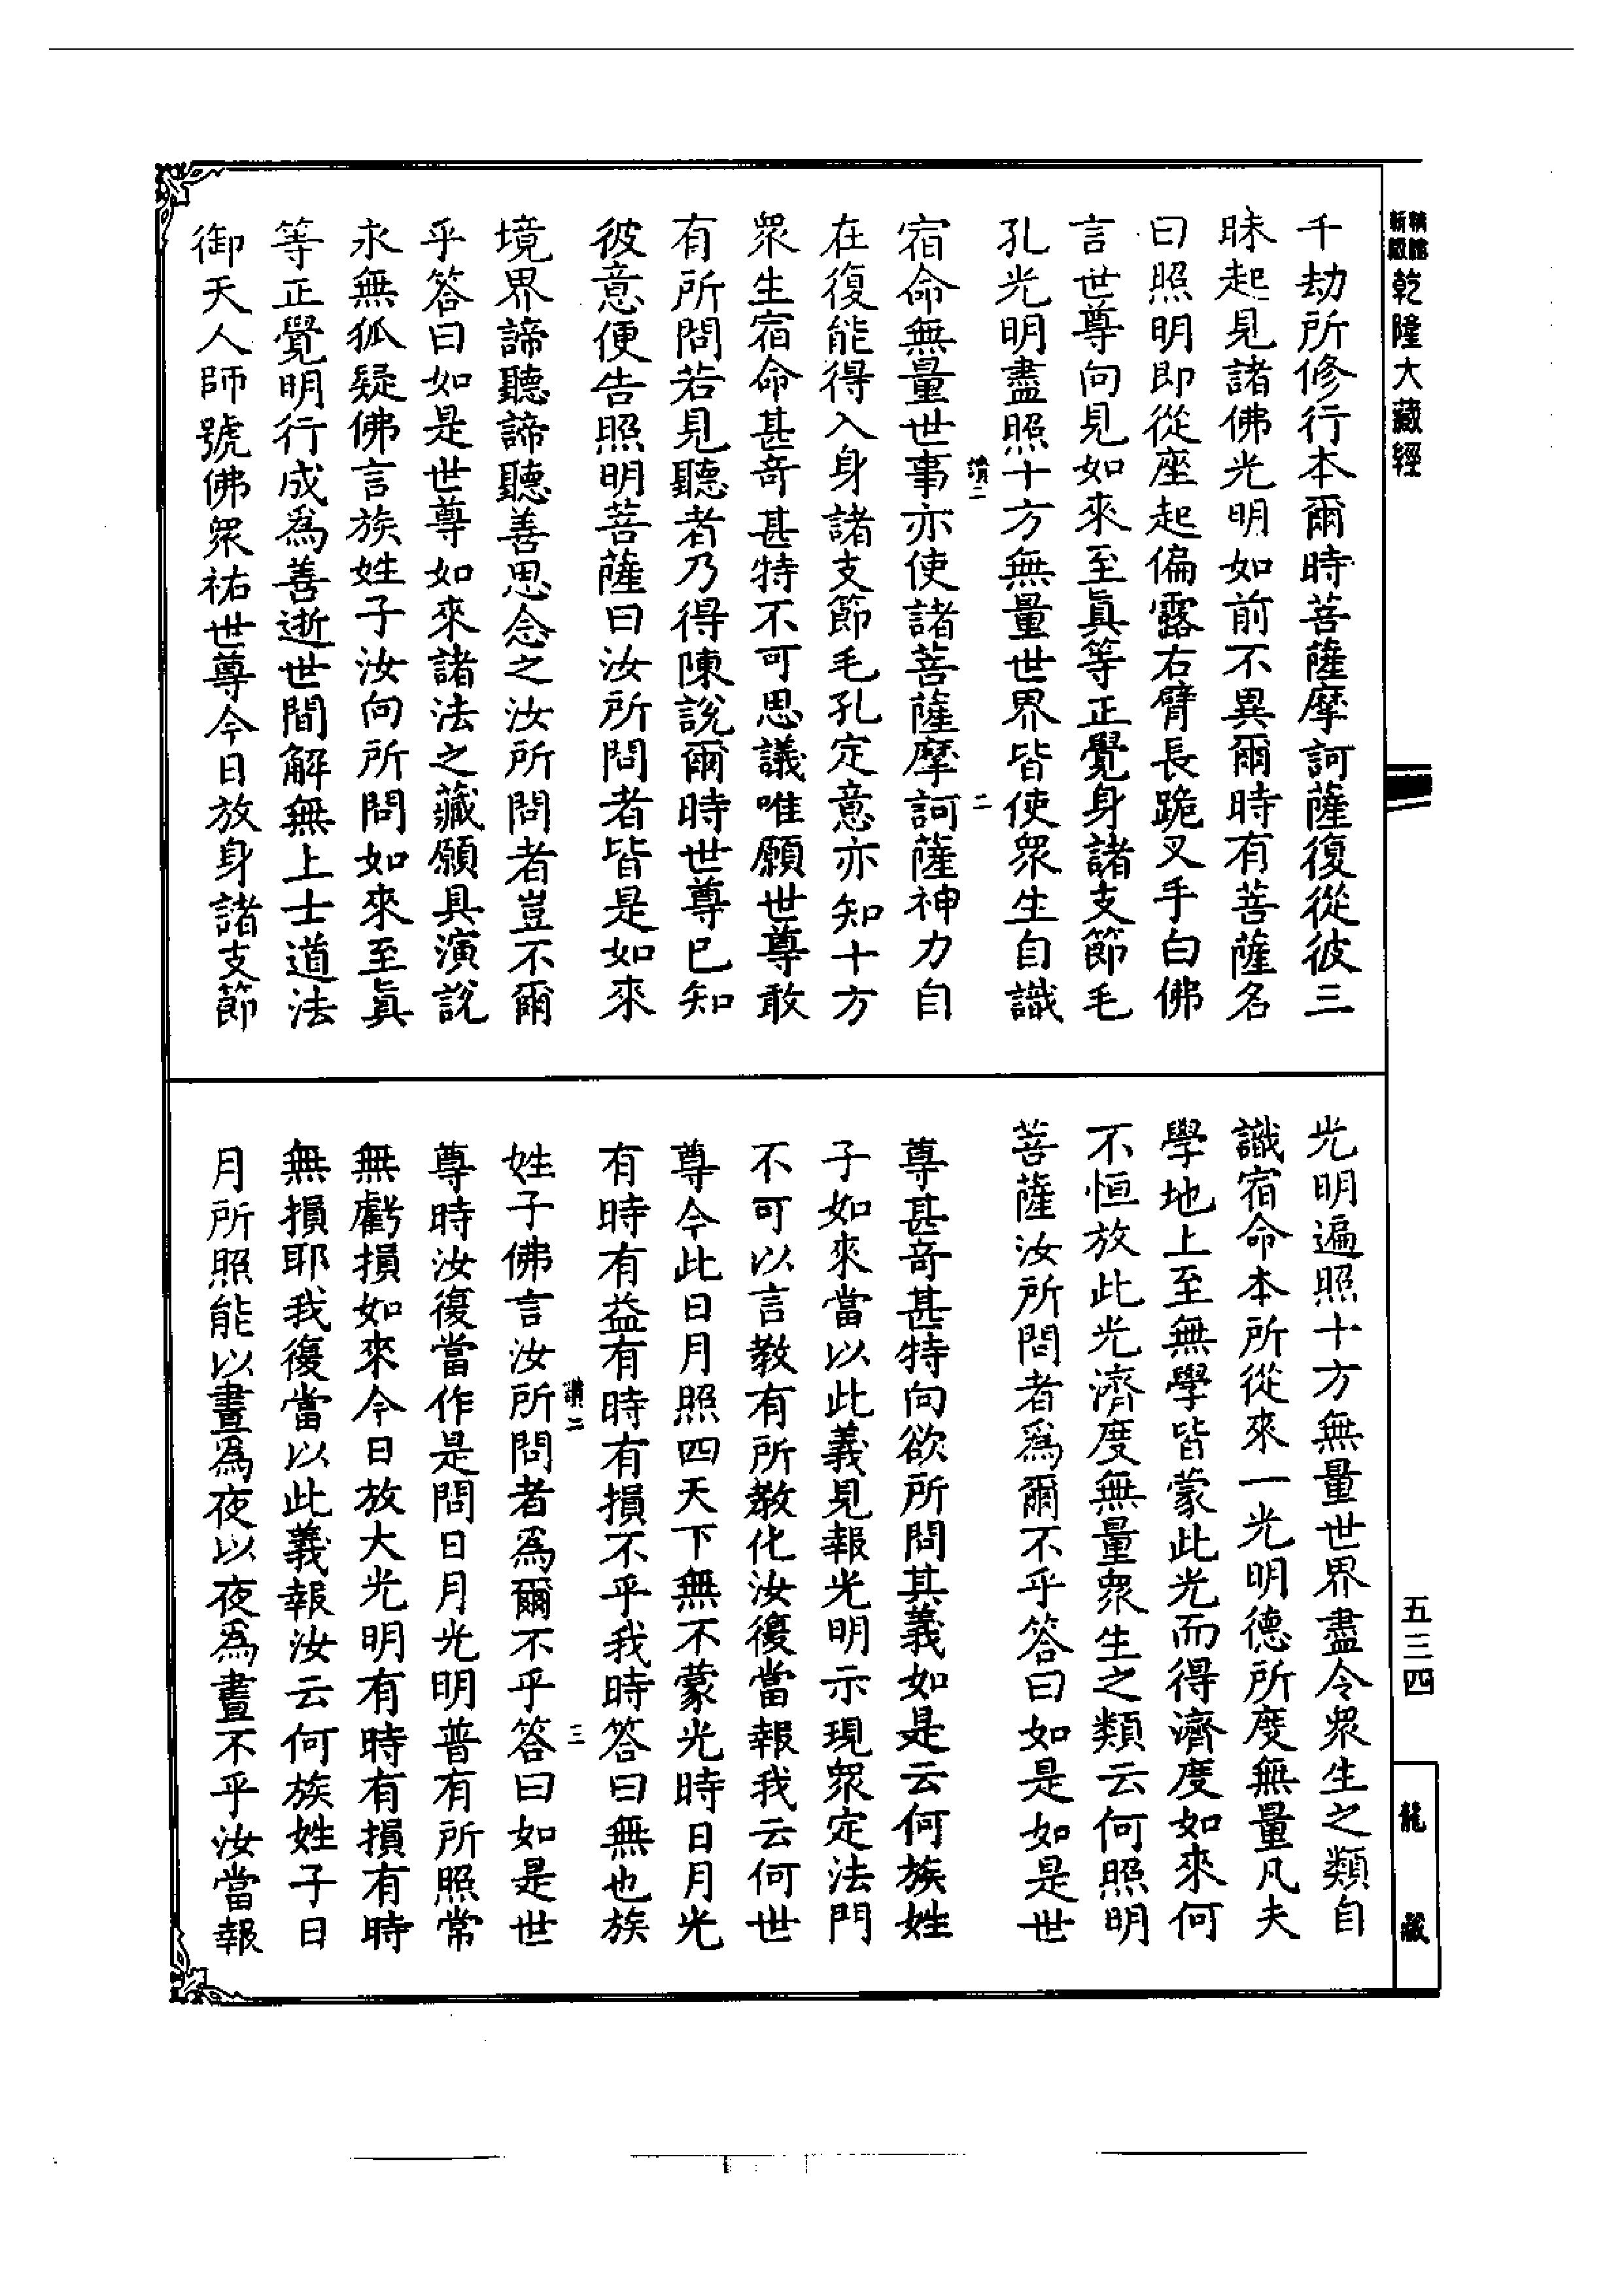 新精
縮
乾隆大藏經
千劫所修行本爾時菩薩摩訶薩復從彼三
昧起見諸佛光明如前不異爾時有菩薩名
曰照明即從座起偏露右臂長跪叉手白佛
言世尊向見如來至眞等正覺身諸支節毛
孔光明盡照十方無量世界皆使衆生自識
二
宿命無量世事亦使諸菩薩摩訶薩神力自
在復能得入身諸支節毛孔定意亦知十方
衆生宿命甚奇甚特不可思議唯願世尊敢
有所問若見聽者乃得陳說爾時世尊已知
彼意便告照明菩薩曰汝所問者皆是如來
境界諦聽諦聽善思念之汝所問者豈不爾
乎答曰如是世尊如來諸法之藏願具演說
永無狐疑佛言族姓子汝向所問如來至眞
等正覺明行成爲善逝世間解無上士道法
御天人師號佛衆祐世尊今日放身諸支節
光明遍照十方無量世界盡令衆生之類自
識宿命本所從來一光明德所度無量凡夫
學地上至無學皆蒙此光而得濟度如來何
不恒放此光濟度無量衆生之類云何照明
菩薩汝所問者爲爾不乎答曰如是如是世
尊甚奇甚特向欲所問其義如是云何族姓
子如來當以此義見報光明示現衆定法門
不可以言教有所教化汝復當報我云何世
尊今此日月照四天下無不蒙光時日月光
有時有益有時有損不乎我時答曰無也族
三
姓子佛言汝所問者爲爾不乎答曰如是世
尊時汝復當作是問日月光明普有所照常
無虧損如來今日放大光明有時有損有時
無損耶我復當以此義報汝云何族姓子日
月所照能以晝爲夜以夜爲晝不乎汝當報
五三四
龍藏